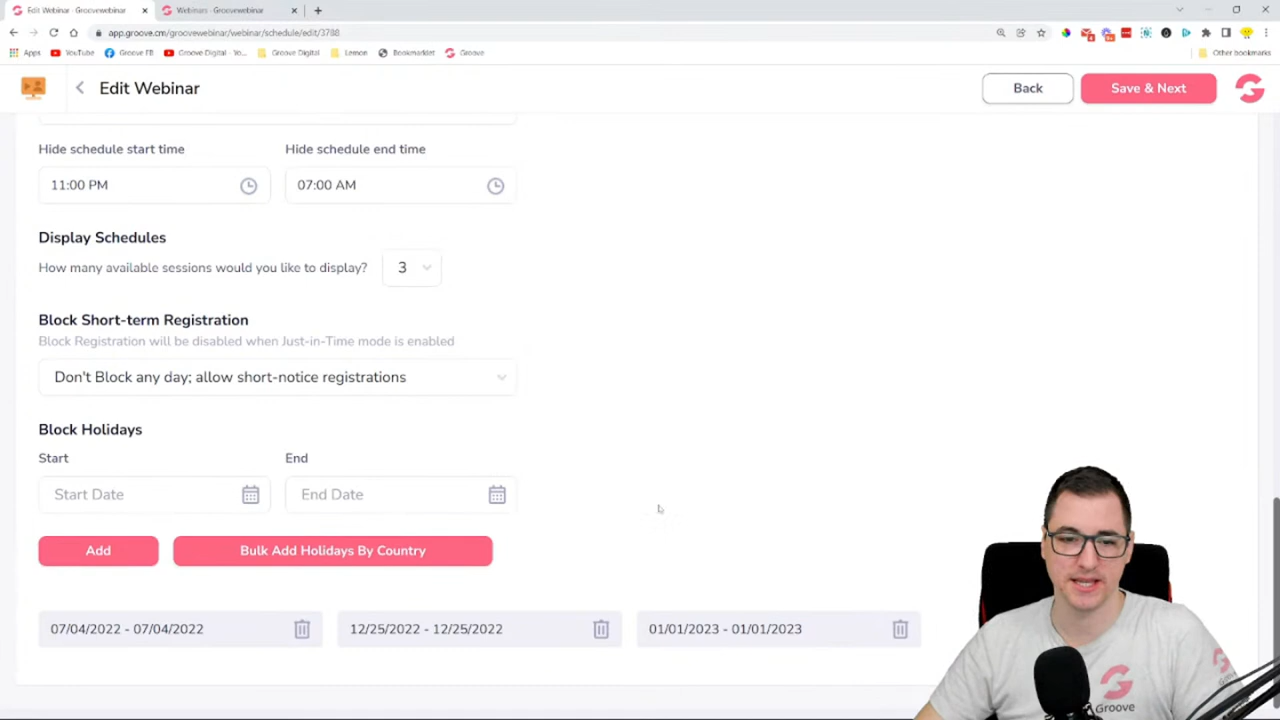 Edit Webinar - Groovewebinar
Webinars - Groovewebinar
app.groove.cm/groovewebinar/webinar/schedule/edit/3788
Apps
YouTube
Groove FB
Groove Digital - Yo...
Groove Digital
Lemon
Bookmarklet
Groove
Other bookmarks
Edit Webinar
Back
Save & Next
Hide schedule start time
Hide schedule end time
11:00 PM
07:00 AM
Display Schedules
How many available sessions would you like to display?
3
Block Short-term Registration
Block Registration will be disabled when Just-in-Time mode is enabled
Don't Block any day; allow short-notice registrations
Block Holidays
Start
End
Start Date
End Date
Add
Bulk Add Holidays By Country
07/04/2022 - 07/04/2022
12/25/2022 - 12/25/2022
01/01/2023 - 01/01/2023
Groove